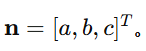 n = [a, b, c]^T。